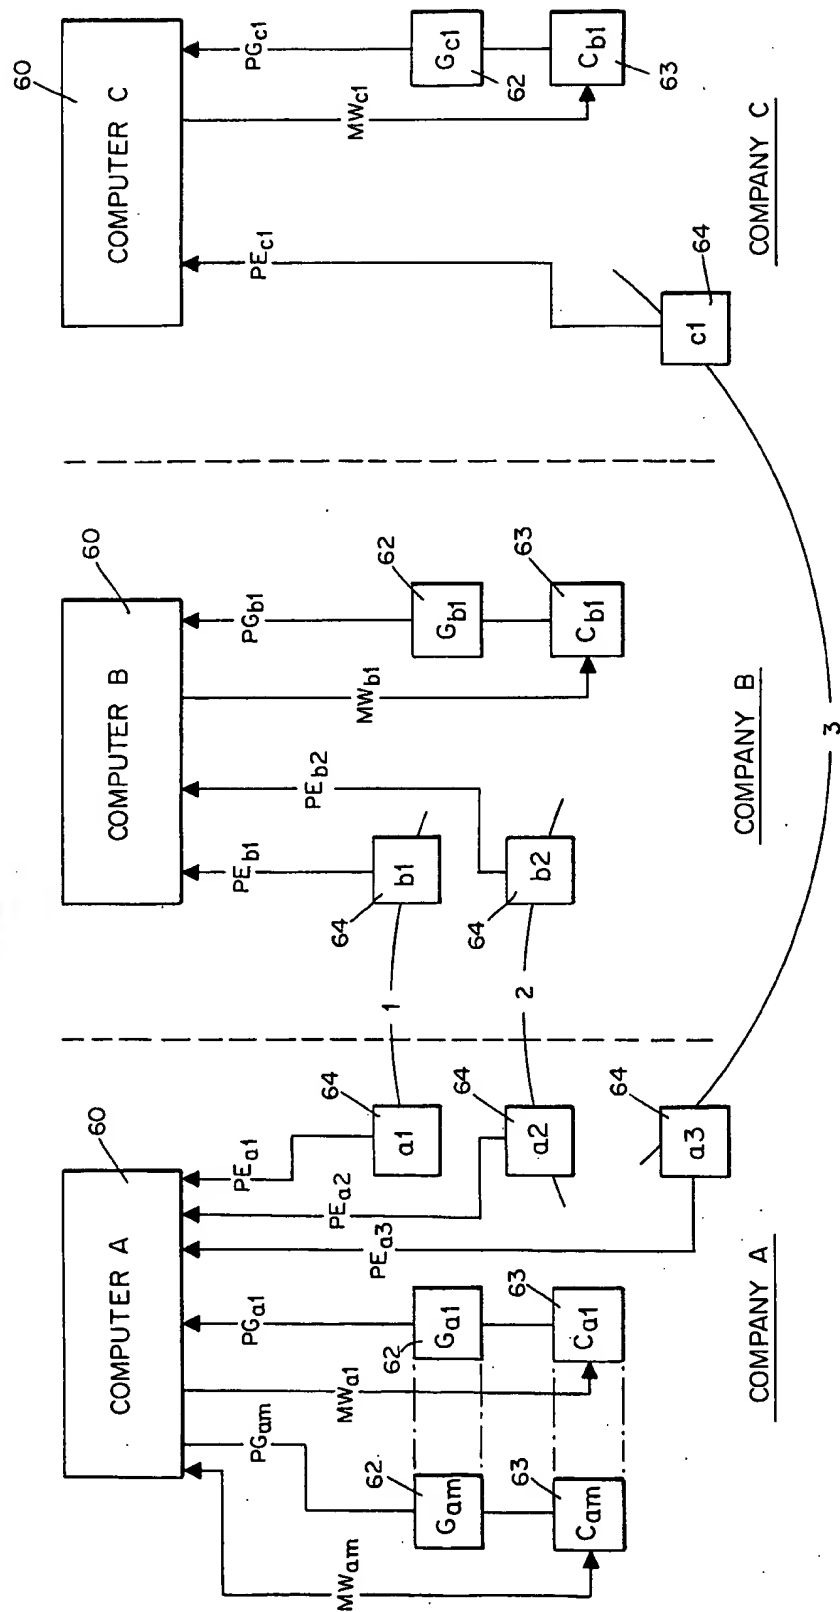 COMPUTER A
60
MWam
PGam
MWa1
PGa1
PEa3
PEa2
PEa1
62
Gam
62
Ga1
63
Cam
63
Ca1
64
a1
64
a2
64
a3
COMPANY A
1
2
3
COMPUTER B
60
PEb1
PEb2
MWb1
PGb1
64
b1
64
b2
62
Gb1
63
Cb1
COMPANY B
COMPUTER C
60
PEc1
MWc1
PGc1
Gc1
62
Cb1
63
c1
64
COMPANY C